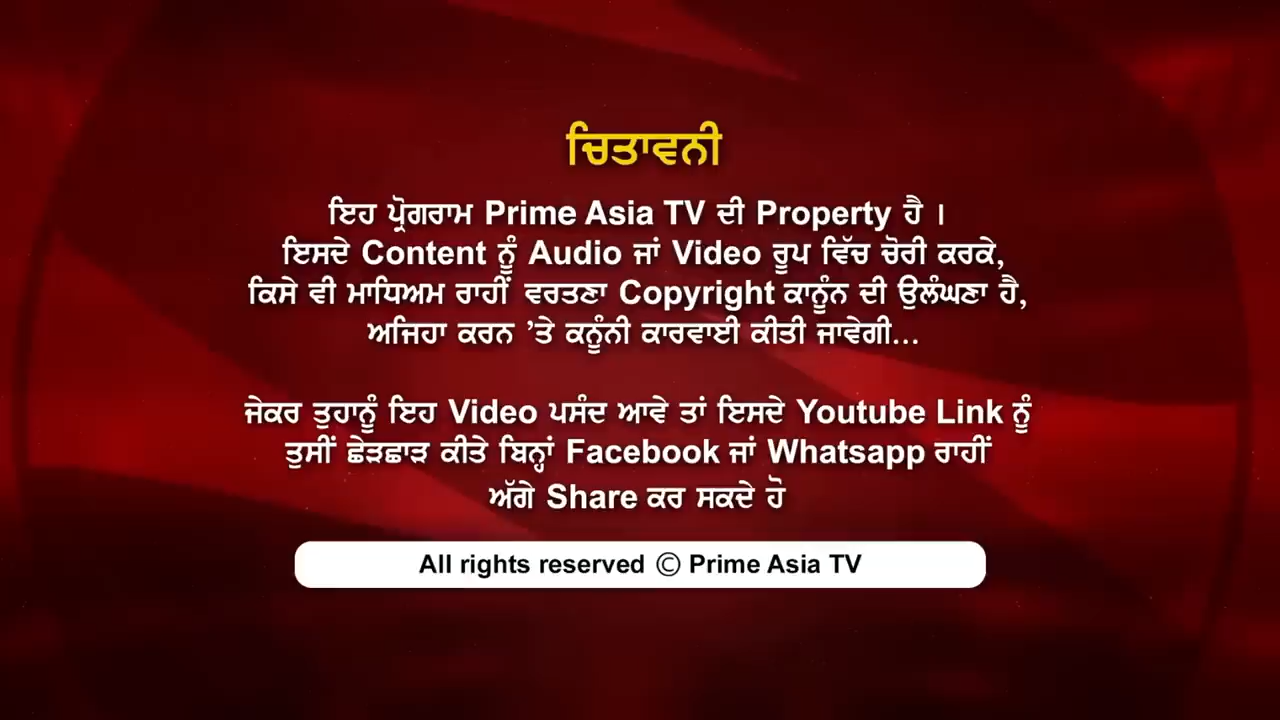 ਚਿਤਾਵਨੀ
ਇਹ ਪ੍ਰੋਗਰਾਮ Prime Asia TV ਦੀ Property ਹੈ ।
ਇਸਦੇ Content ਨੂੰ Audio ਜਾਂ Video ਰੂਪ ਵਿੱਚ ਚੋਰੀ ਕਰਕੇ,
ਕਿਸੇ ਵੀ ਮਾਧਿਅਮ ਰਾਹੀਂ ਵਰਤਣਾ Copyright ਕਾਨੂੰਨ ਦੀ ਉਲੰਘਣਾ ਹੈ,
ਅਜਿਹਾ ਕਰਨ ’ਤੇ ਕਨੂੰਨੀ ਕਾਰਵਾਈ ਕੀਤੀ ਜਾਵੇਗੀ...
ਜੇਕਰ ਤੁਹਾਨੂੰ ਇਹ Video ਪਸੰਦ ਆਵੇ ਤਾਂ ਇਸਦੇ Youtube Link ਨੂੰ
ਤੁਸੀਂ ਛੇੜਛਾੜ ਕੀਤੇ ਬਿਨ੍ਹਾਂ Facebook ਜਾਂ Whatsapp ਰਾਹੀਂ
ਅੱਗੇ Share ਕਰ ਸਕਦੇ ਹੋ
All rights reserved © Prime Asia TV